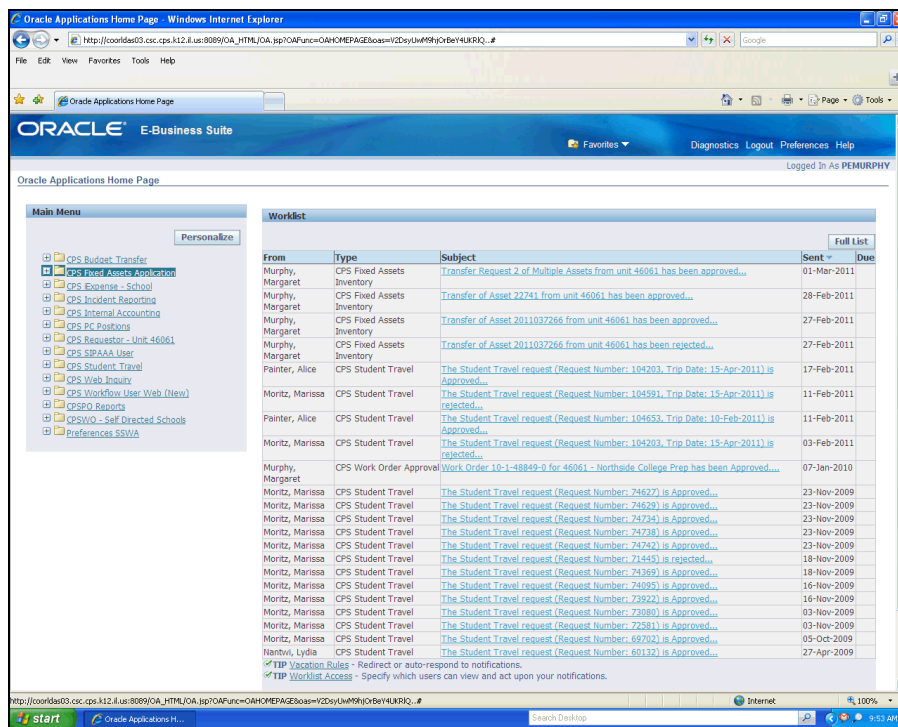 Oracle Applications Home Page - Windows Internet Explorer
http://coorldas03.csc.cps.k12.il.us:8089/OA_HTML/OA.jsp?OAFunc=OAHOMEPAGE&oas=V2DsyUwM9hjOrBeY4UKRlQ..#
Google
File Edit View Favorites Tools Help
Oracle Applications Home Page
Page Tools
ORACLE E-Business Suite
Favorites
Diagnostics Logout Preferences Help
Logged In As PEMURPHY
Oracle Applications Home Page
Main Menu
Personalize
CPS Budget Transfer
CPS Fixed Assets Application
CPS iExpense - School
CPS Incident Reporting
CPS Internal Accounting
CPS PC Positions
CPS Requestor - Unit 46061
CPS SIPAAA User
CPS Student Travel
CPS Web Inquiry
CPS Workflow User Web (New)
CPSPO Reports
CPSWO - Self Directed Schools
Preferences SSWA
Worklist
Full List
From Type Subject Sent Due
Murphy, Margaret CPS Fixed Assets Inventory Transfer Request 2 of Multiple Assets from unit 46061 has been approved... 01-Mar-2011
Murphy, Margaret CPS Fixed Assets Inventory Transfer of Asset 22741 from unit 46061 has been approved... 28-Feb-2011
Murphy, Margaret CPS Fixed Assets Inventory Transfer of Asset 2011037266 from unit 46061 has been approved... 27-Feb-2011
Murphy, Margaret CPS Fixed Assets Inventory Transfer of Asset 2011037266 from unit 46061 has been rejected... 27-Feb-2011
Painter, Alice CPS Student Travel The Student Travel request (Request Number: 104203, Trip Date: 15-Apr-2011) is Approved... 17-Feb-2011
Moritz, Marissa CPS Student Travel The Student Travel request (Request Number: 104591, Trip Date: 15-Apr-2011) is rejected... 11-Feb-2011
Painter, Alice CPS Student Travel The Student Travel request (Request Number: 104653, Trip Date: 10-Feb-2011) is Approved... 11-Feb-2011
Moritz, Marissa CPS Student Travel The Student Travel request (Request Number: 104203, Trip Date: 15-Apr-2011) is rejected... 03-Feb-2011
Murphy, Margaret CPS Work Order Approval Work Order 10-1-48849-0 for 46061 - Northside College Prep has been Approved.... 07-Jan-2010
Moritz, Marissa CPS Student Travel The Student Travel request (Request Number: 74627) is Approved... 23-Nov-2009
Moritz, Marissa CPS Student Travel The Student Travel request (Request Number: 74629) is Approved... 23-Nov-2009
Moritz, Marissa CPS Student Travel The Student Travel request (Request Number: 74734) is Approved... 23-Nov-2009
Moritz, Marissa CPS Student Travel The Student Travel request (Request Number: 74738) is Approved... 23-Nov-2009
Moritz, Marissa CPS Student Travel The Student Travel request (Request Number: 74742) is Approved... 23-Nov-2009
Moritz, Marissa CPS Student Travel The Student Travel request (Request Number: 71445) is rejected... 18-Nov-2009
Moritz, Marissa CPS Student Travel The Student Travel request (Request Number: 74369) is Approved... 18-Nov-2009
Moritz, Marissa CPS Student Travel The Student Travel request (Request Number: 74095) is Approved... 16-Nov-2009
Moritz, Marissa CPS Student Travel The Student Travel request (Request Number: 73922) is Approved... 16-Nov-2009
Moritz, Marissa CPS Student Travel The Student Travel request (Request Number: 73080) is Approved... 03-Nov-2009
Moritz, Marissa CPS Student Travel The Student Travel request (Request Number: 72581) is Approved... 03-Nov-2009
Moritz, Marissa CPS Student Travel The Student Travel request (Request Number: 69702) is Approved... 05-Oct-2009
Nantwi, Lydia CPS Student Travel The Student Travel request (Request Number: 60132) is Approved... 27-Apr-2009
TIP Vacation Rules - Redirect or auto-respond to notifications.
TIP Worklist Access - Specify which users can view and act upon your notifications.
http://coorldas03.csc.cps.k12.il.us:8089/OA_HTML/OA.jsp?OAFunc=OAHOMEPAGE&oas=V2DsyUwM9hjOrBeY4UKRlQ..# Internet 100%
start Oracle Applications H... Search Desktop 9:53 AM